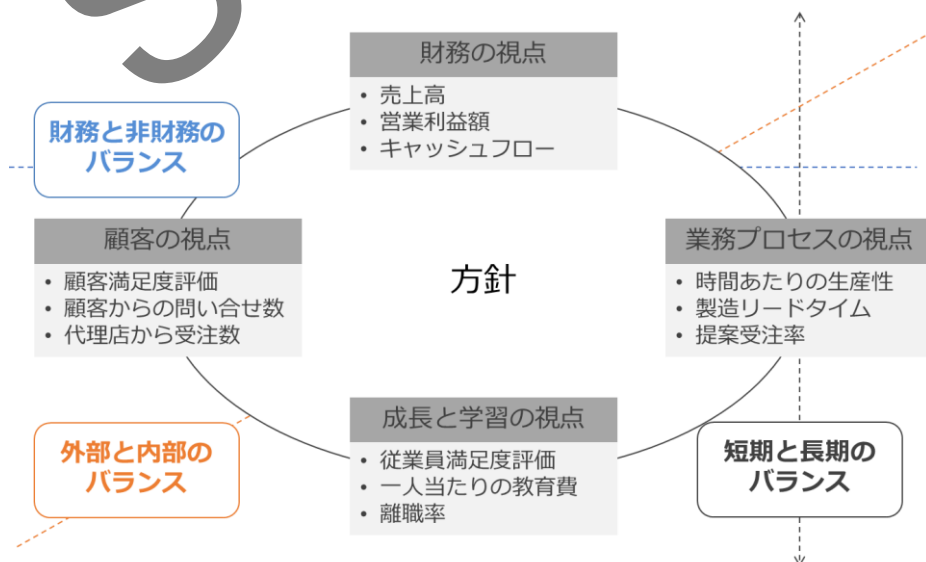 財務の視点
• 売上高
• 営業利益額
• キャッシュフロー
財務と非財務の
バランス
顧客の視点
• 顧客満足度評価
• 顧客からの問い合せ数
• 代理店から受注数
方針
業務プロセスの視点
• 時間あたりの生産性
• 製造リードタイム
• 提案受注率
成長と学習の視点
• 従業員満足度評価
• 一人当たりの教育費
• 離職率
外部と内部の
バランス
短期と長期の
バランス